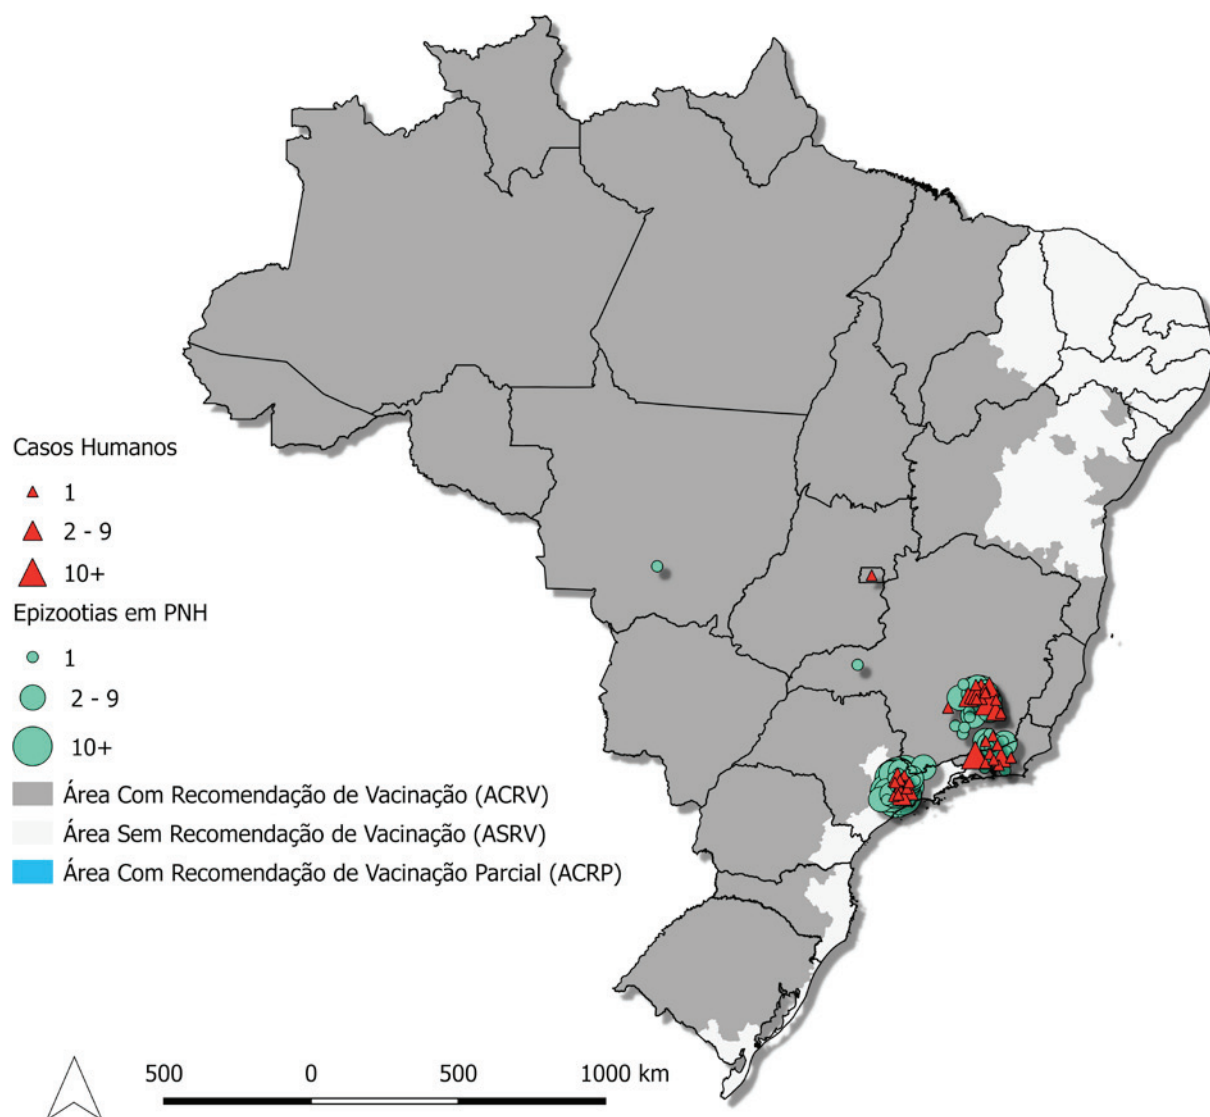 Casos Humanos
1
2 - 9
10+
Epizootias em PNH
1
2 - 9
10+
Área Com Recomendação de Vacinação (ACRV)
Área Sem Recomendação de Vacinação (ASRV)
Área Com Recomendação de Vacinação Parcial (ACRP)
500 0 500 1000 km